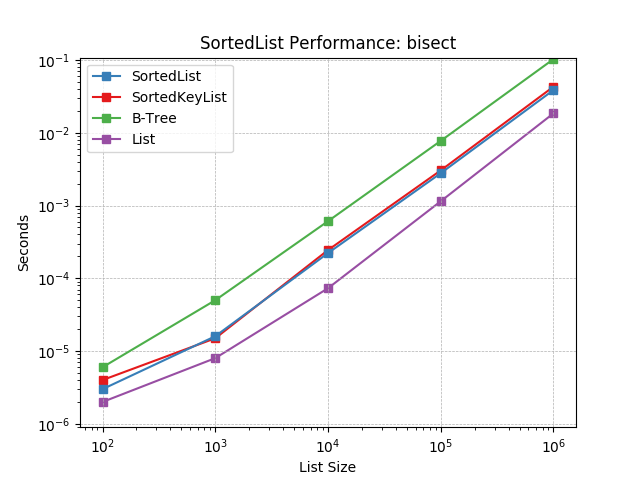 SortedList Performance: bisect
SortedList
SortedKeyList
B-Tree
List
Seconds
10⁻¹
10⁻²
10⁻³
10⁻⁴
10⁻⁵
10⁻⁶
10² 10³ 10⁴ 10⁵ 10⁶
List Size